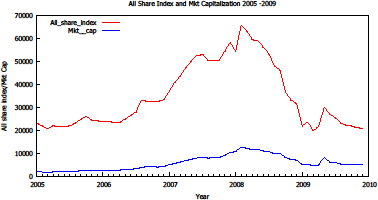 All Share Index and Mkt Capitalization 2005 -2009
All_share_index
Mkt__cap
70000
60000
50000
40000
30000
20000
10000
0
All share index/Mkt Cap
2005
2006
2007
2008
2009
2010
Year